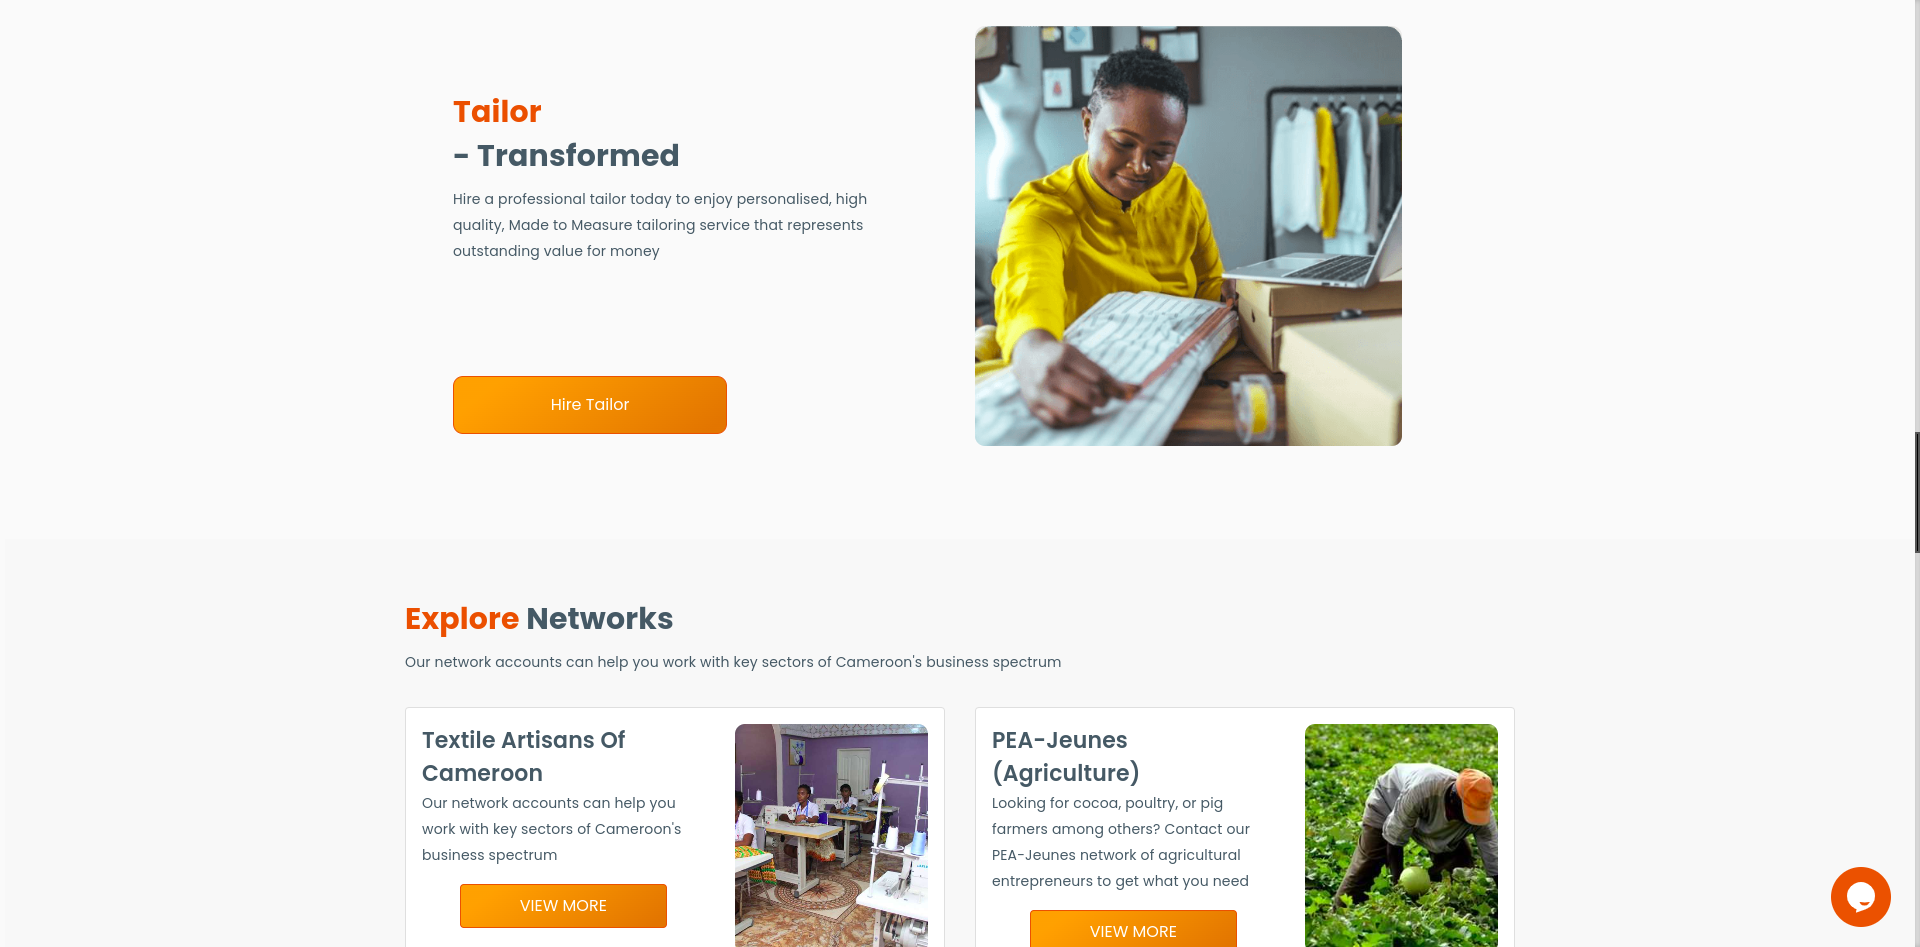 Tailor
- Transformed
Hire a professional tailor today to enjoy personalised, high
quality, Made to Measure tailoring service that represents
outstanding value for money
Hire Tailor
Explore Networks
Our network accounts can help you work with key sectors of Cameroon's business spectrum
Textile Artisans Of
Cameroon
Our network accounts can help you
work with key sectors of Cameroon's
business spectrum
VIEW MORE
PEA-Jeunes
(Agriculture)
Looking for cocoa, poultry, or pig
farmers among others? Contact our
PEA-Jeunes network of agricultural
entrepreneurs to get what you need
VIEW MORE